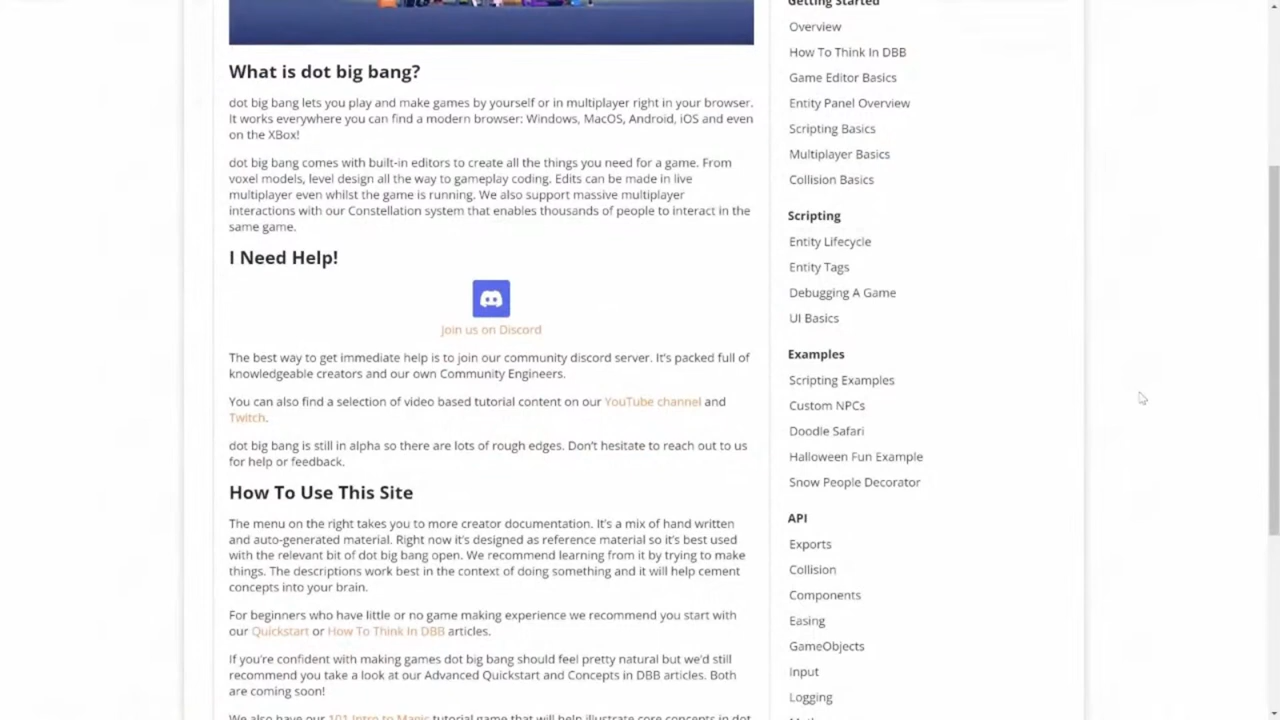 What is dot big bang?
dot big bang lets you play and make games by yourself or in multiplayer right in your browser.
It works everywhere you can find a modern browser: Windows, MacOS, Android, iOS and even
on the XBox!
dot big bang comes with built-in editors to create all the things you need for a game. From
voxel models, level design all the way to gameplay coding. Edits can be made in live
multiplayer even whilst the game is running. We also support massive multiplayer
interactions with our Constellation system that enables thousands of people to interact in the
same game.
I Need Help!
Join us on Discord
The best way to get immediate help is to join our community discord server. It's packed full of
knowledgeable creators and our own Community Engineers.
You can also find a selection of video based tutorial content on our YouTube channel and
Twitch.
dot big bang is still in alpha so there are lots of rough edges. Don't hesitate to reach out to us
for help or feedback.
How To Use This Site
The menu on the right takes you to more creator documentation. It's a mix of hand written
and auto-generated material. Right now it's designed as reference material so it's best used
with the relevant bit of dot big bang open. We recommend learning from it by trying to make
things. The descriptions work best in the context of doing something and it will help cement
concepts into your brain.
For beginners who have little or no game making experience we recommend you start with
our Quickstart or How To Think In DBB articles.
If you're confident with making games dot big bang should feel pretty natural but we'd still
recommend you take a look at our Advanced Quickstart and Concepts in DBB articles. Both
are coming soon!
We also have our 101 Intro to Magic tutorial game that will help illustrate core concepts in dot
Getting Started
Overview
How To Think In DBB
Game Editor Basics
Entity Panel Overview
Scripting Basics
Multiplayer Basics
Collision Basics
Scripting
Entity Lifecycle
Entity Tags
Debugging A Game
UI Basics
Examples
Scripting Examples
Custom NPCs
Doodle Safari
Halloween Fun Example
Snow People Decorator
API
Exports
Collision
Components
Easing
GameObjects
Input
Logging